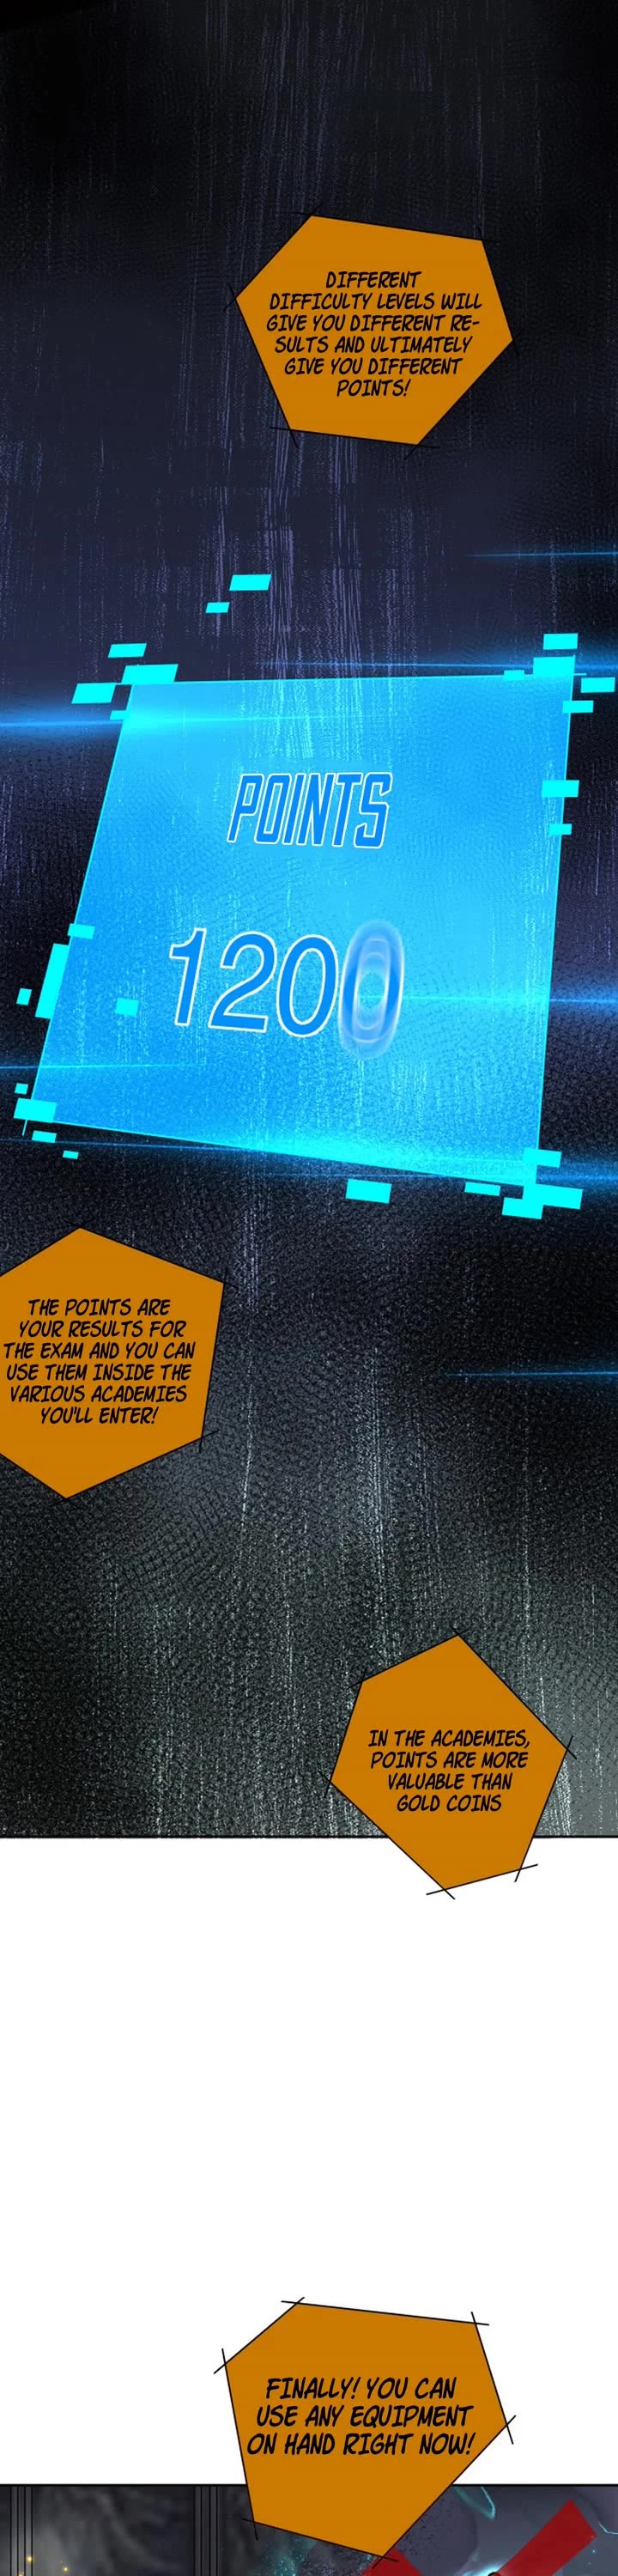 DIFFERENT
DIFFICULTY LEVELS WILL
GIVE YOU DIFFERENT RE-
SULTS AND ULTIMATELY
GIVE YOU DIFFERENT
POINTS!
POINTS
1200
THE POINTS ARE
YOUR RESULTS FOR
THE EXAM AND YOU CAN
USE THEM INSIDE THE
VARIOUS ACADEMIES
YOU'LL ENTER!
IN THE ACADEMIES,
POINTS ARE MORE
VALUABLE THAN
GOLD COINS
FINALLY! YOU CAN
USE ANY EQUIPMENT
ON HAND RIGHT NOW!